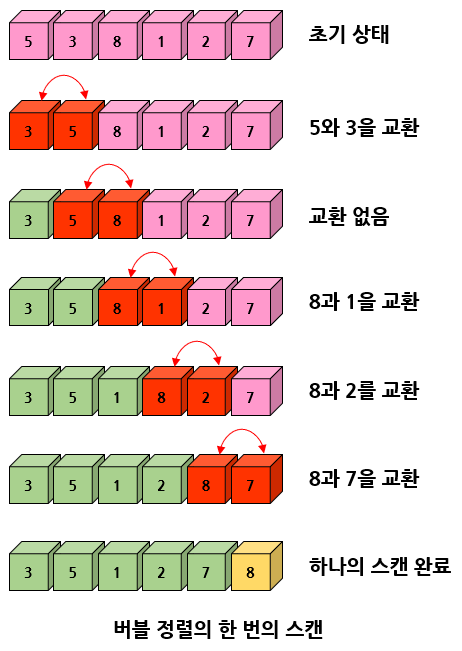 5 3 8 1 2 7 초기 상태
3 5 8 1 2 7 5와 3을 교환
3 5 8 1 2 7 교환 없음
3 5 8 1 2 7 8과 1을 교환
3 5 1 8 2 7 8과 2를 교환
3 5 1 2 8 7 8과 7을 교환
3 5 1 2 7 8 하나의 스캔 완료
버블 정렬의 한 번의 스캔